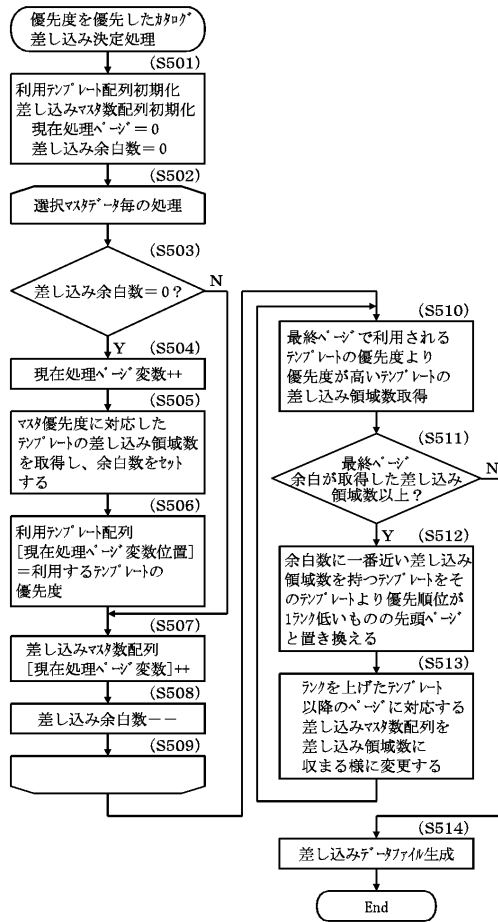 優先度を優先したｶﾀﾛｸﾞ
差し込み決定処理
(S501)
利用ﾃﾝﾌﾟﾚｰﾄ配列初期化
差し込みﾏｽﾀ数配列初期化
現在処理ﾍﾟｰｼﾞ＝0
差し込み余白数＝0
(S502)
選択ﾏｽﾀﾃﾞｰﾀ毎の処理
(S503)
差し込み余白数＝0？
N
Y
(S504)
現在処理ﾍﾟｰｼﾞ変数++
(S505)
ﾏｽﾀ優先度に対応した
ﾃﾝﾌﾟﾚｰﾄの差し込み領域数
を取得し、余白数をｾｯﾄ
する
(S506)
利用ﾃﾝﾌﾟﾚｰﾄ配列
[現在処理ﾍﾟｰｼﾞ変数位置]
＝利用するﾃﾝﾌﾟﾚｰﾄの
優先度
(S507)
差し込みﾏｽﾀ数配列
[現在処理ﾍﾟｰｼﾞ変数]++
(S508)
差し込み余白数－－
(S509)
(S510)
最終ﾍﾟｰｼﾞで利用される
ﾃﾝﾌﾟﾚｰﾄの優先度より
優先度が高いﾃﾝﾌﾟﾚｰﾄの
差し込み領域数取得
(S511)
最終ﾍﾟｰｼﾞ
余白が取得した差し込み
領域数以上？
N
Y
(S512)
余白数に一番近い差し込み
領域数を持つﾃﾝﾌﾟﾚｰﾄをそ
のﾃﾝﾌﾟﾚｰﾄより優先順位が
1ﾗﾝｸ低いものの先頭ﾍﾟｰｼﾞ
と置き換える
(S513)
ﾗﾝｸを上げたﾃﾝﾌﾟﾚｰﾄ
以降のﾍﾟｰｼﾞに対応する
差し込みﾏｽﾀ数配列を
差し込み領域数に
収まる様に変更する
(S514)
差し込みﾃﾞｰﾀﾌｧｲﾙ生成
End